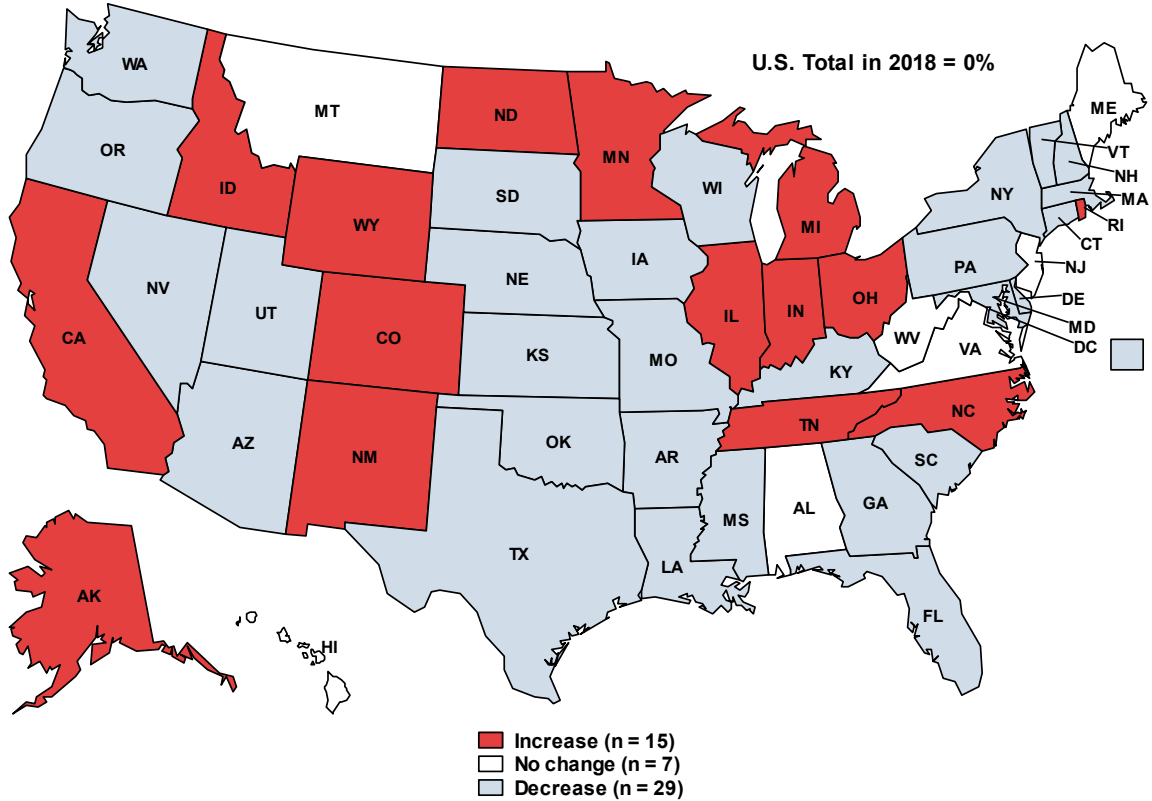 U.S. Total in 2018 = 0%
WA
MT
ME
ND
OR
MN
VT
NH
ID
WI
SD
NY
MA
WY
MI
RI
CT
IA
PA
NJ
NE
NV
OH
DE
UT
IN
IL
MD
CA
CO
WV
DC
VA
KS
MO
KY
NC
TN
AZ
OK
NM
AR
SC
GA
AL
MS
TX
LA
AK
FL
HI
Increase (n = 15)
No change (n = 7)
Decrease (n = 29)